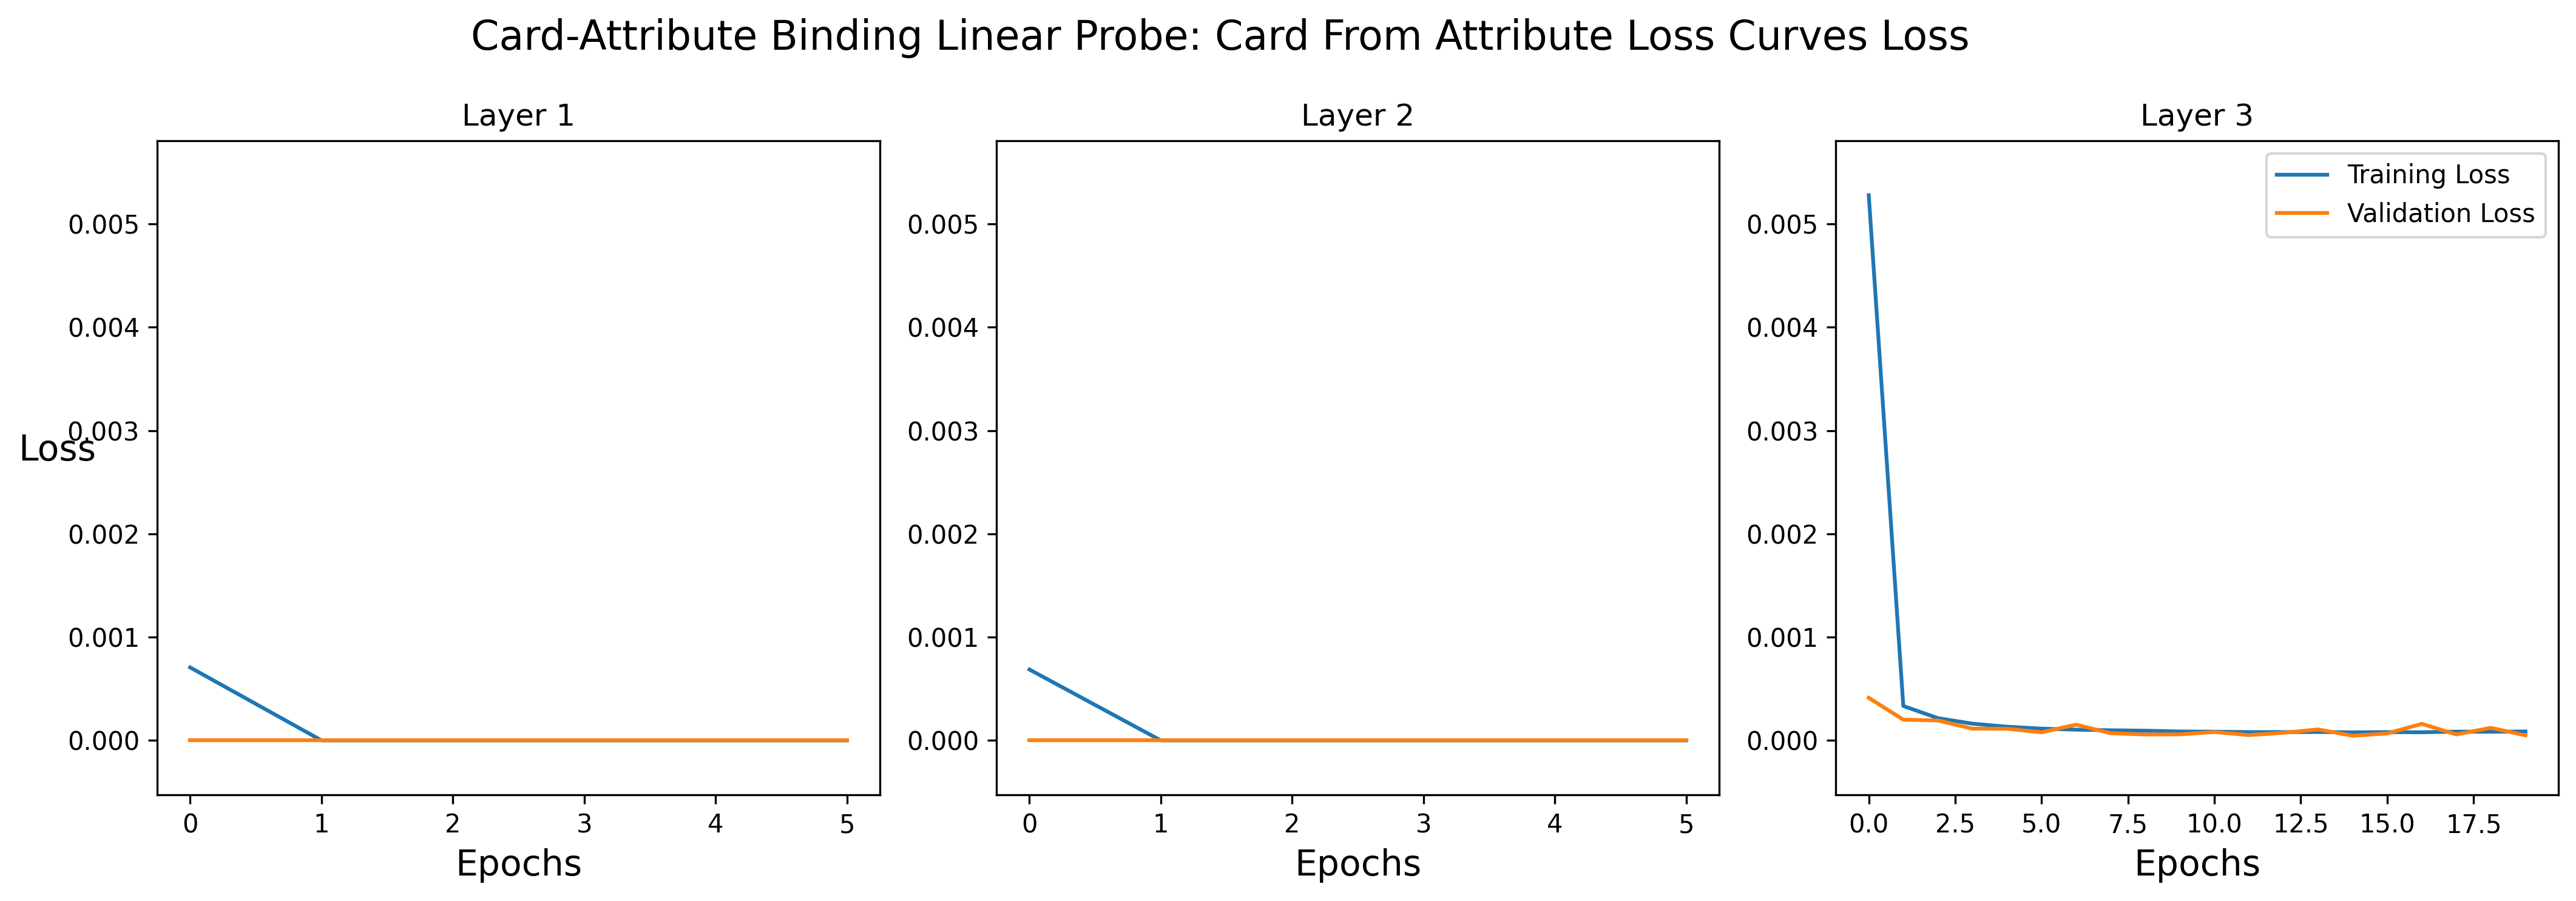 Card-Attribute Binding Linear Probe: Card From Attribute Loss Curves Loss
Layer 1
Layer 2
Layer 3
Training Loss
Validation Loss
Loss
0.005
0.004
0.003
0.002
0.001
0.000
0.005
0.004
0.003
0.002
0.001
0.000
0.005
0.004
0.003
0.002
0.001
0.000
0 1 2 3 4 5
0 1 2 3 4 5
0.0 2.5 5.0 7.5 10.0 12.5 15.0 17.5
Epochs
Epochs
Epochs